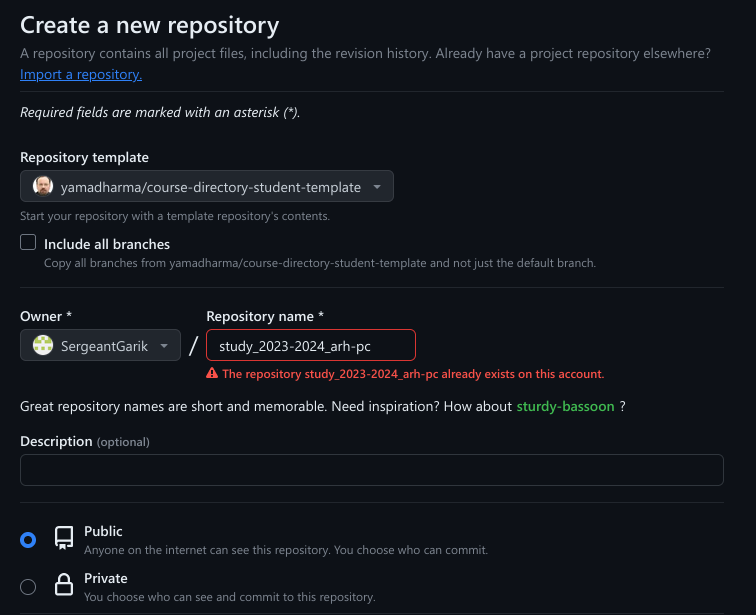 Create a new repository
A repository contains all project files, including the revision history. Already have a project repository elsewhere?
Import a repository.
Required fields are marked with an asterisk (*).
Repository template
yamadharma/course-directory-student-template
Start your repository with a template repository's contents.
Include all branches
Copy all branches from yamadharma/course-directory-student-template and not just the default branch.
Owner * Repository name *
SergeantGarik / study_2023-2024_arh-pc
The repository study_2023-2024_arh-pc already exists on this account.
Great repository names are short and memorable. Need inspiration? How about sturdy-bassoon ?
Description (optional)
Public
Anyone on the internet can see this repository. You choose who can commit.
Private
You choose who can see and commit to this repository.